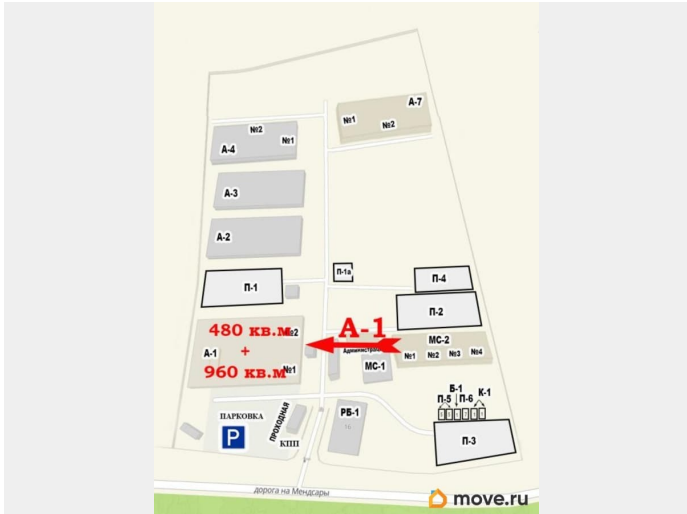 А-7
№1
№2
№2
№1
А-4
А-3
А-2
П-1а
П-4
П-1
П-2
480 кв.м
№2
А-1
МС-2
А-1
+
№1 №2 №3 №4
960 кв.м
№1
МС-1
Б-1
П-5 П-6 К-1
ПАРКОВКА
ПРОХОДНАЯ
РБ-1
16
P
КПП
П-3
дорога на Мендсары
move.ru